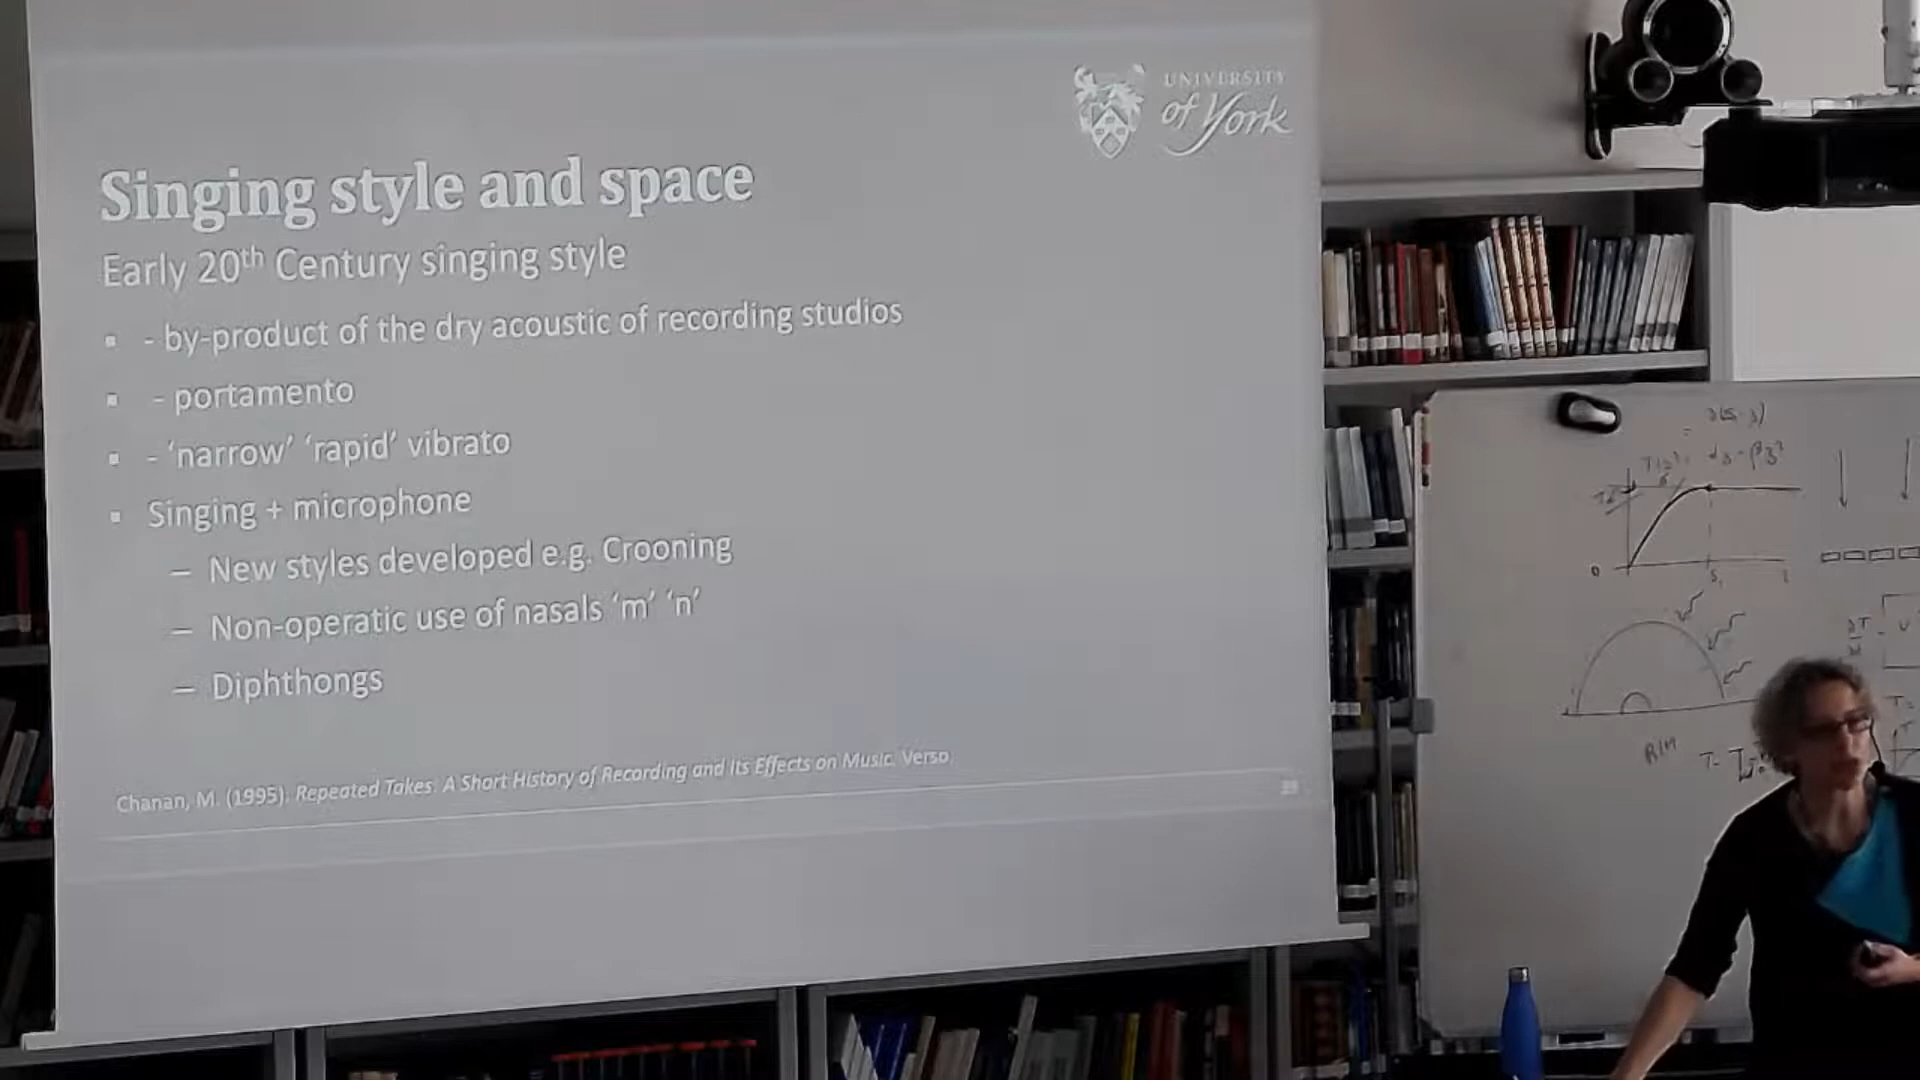 UNIVERSITY
of York
Singing style and space
Early 20th Century singing style
▪ - by-product of the dry acoustic of recording studios
▪ - portamento
▪ - ‘narrow’ ‘rapid’ vibrato
▪ Singing + microphone
– New styles developed e.g. Crooning
– Non-operatic use of nasals ‘m’ ‘n’
– Diphthongs
Chanan, M. (1995). Repeated Takes: A Short History of Recording and Its Effects on Music. Verso.